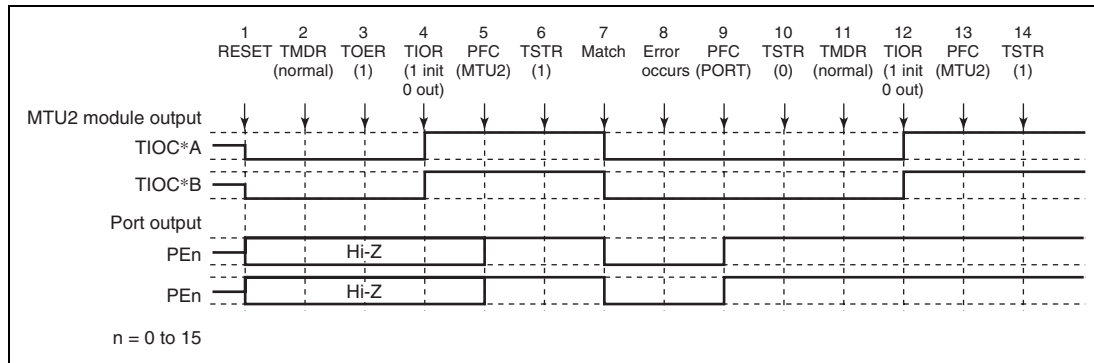 1 2 3 4 5 6 7 8 9 10 11 12 13 14
RESET TMDR TOER TIOR PFC TSTR Match Error PFC TSTR TMDR TIOR PFC TSTR
(normal) (1) (1 init (MTU2) (1) occurs (PORT) (0) (normal) (1 init (MTU2) (1)
0 out) 0 out)
MTU2 module output
TIOC*A
TIOC*B
Port output
PEn Hi-Z
PEn Hi-Z
n = 0 to 15